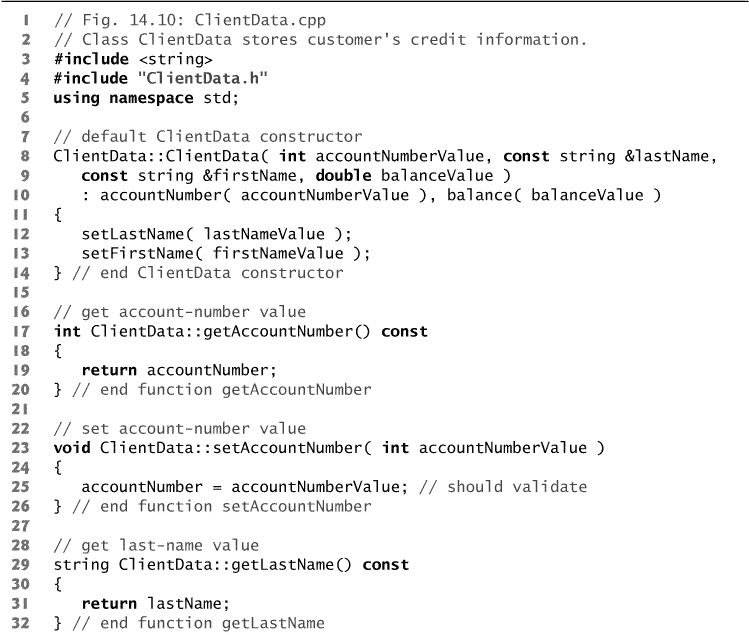 1 // Fig. 14.10: ClientData.cpp
2 // Class ClientData stores customer's credit information.
3 #include <string>
4 #include "ClientData.h"
5 using namespace std;
6
7 // default ClientData constructor
8 ClientData::ClientData( int accountNumberValue, const string &lastName,
9    const string &firstName, double balanceValue )
10    : accountNumber( accountNumberValue ), balance( balanceValue )
11 {
12    setLastName( lastNameValue );
13    setFirstName( firstNameValue );
14 } // end ClientData constructor
15
16 // get account-number value
17 int ClientData::getAccountNumber() const
18 {
19    return accountNumber;
20 } // end function getAccountNumber
21
22 // set account-number value
23 void ClientData::setAccountNumber( int accountNumberValue )
24 {
25    accountNumber = accountNumberValue; // should validate
26 } // end function setAccountNumber
27
28 // get last-name value
29 string ClientData::getLastName() const
30 {
31    return lastName;
32 } // end function getLastName